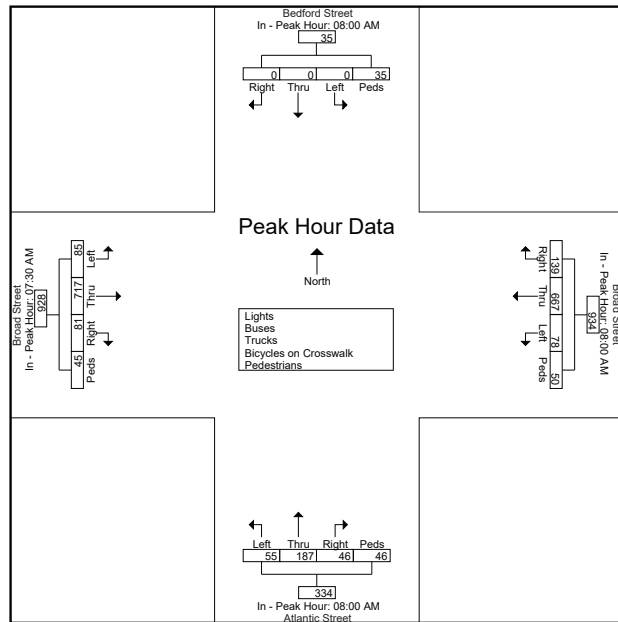 Bedford Street
In - Peak Hour: 08:00 AM
35
0 0 0 35
Right Thru Left Peds
Peak Hour Data
North
Lights
Buses
Trucks
Bicycles on Crosswalk
Pedestrians
Broad Street
In - Peak Hour: 07:30 AM
928
85 717 81 45
Left Thru Right Peds
Broad Street
In - Peak Hour: 08:00 AM
934
139 667 78 50
Right Thru Left Peds
Left Thru Right Peds
55 187 46 46
334
In - Peak Hour: 08:00 AM
Atlantic Street